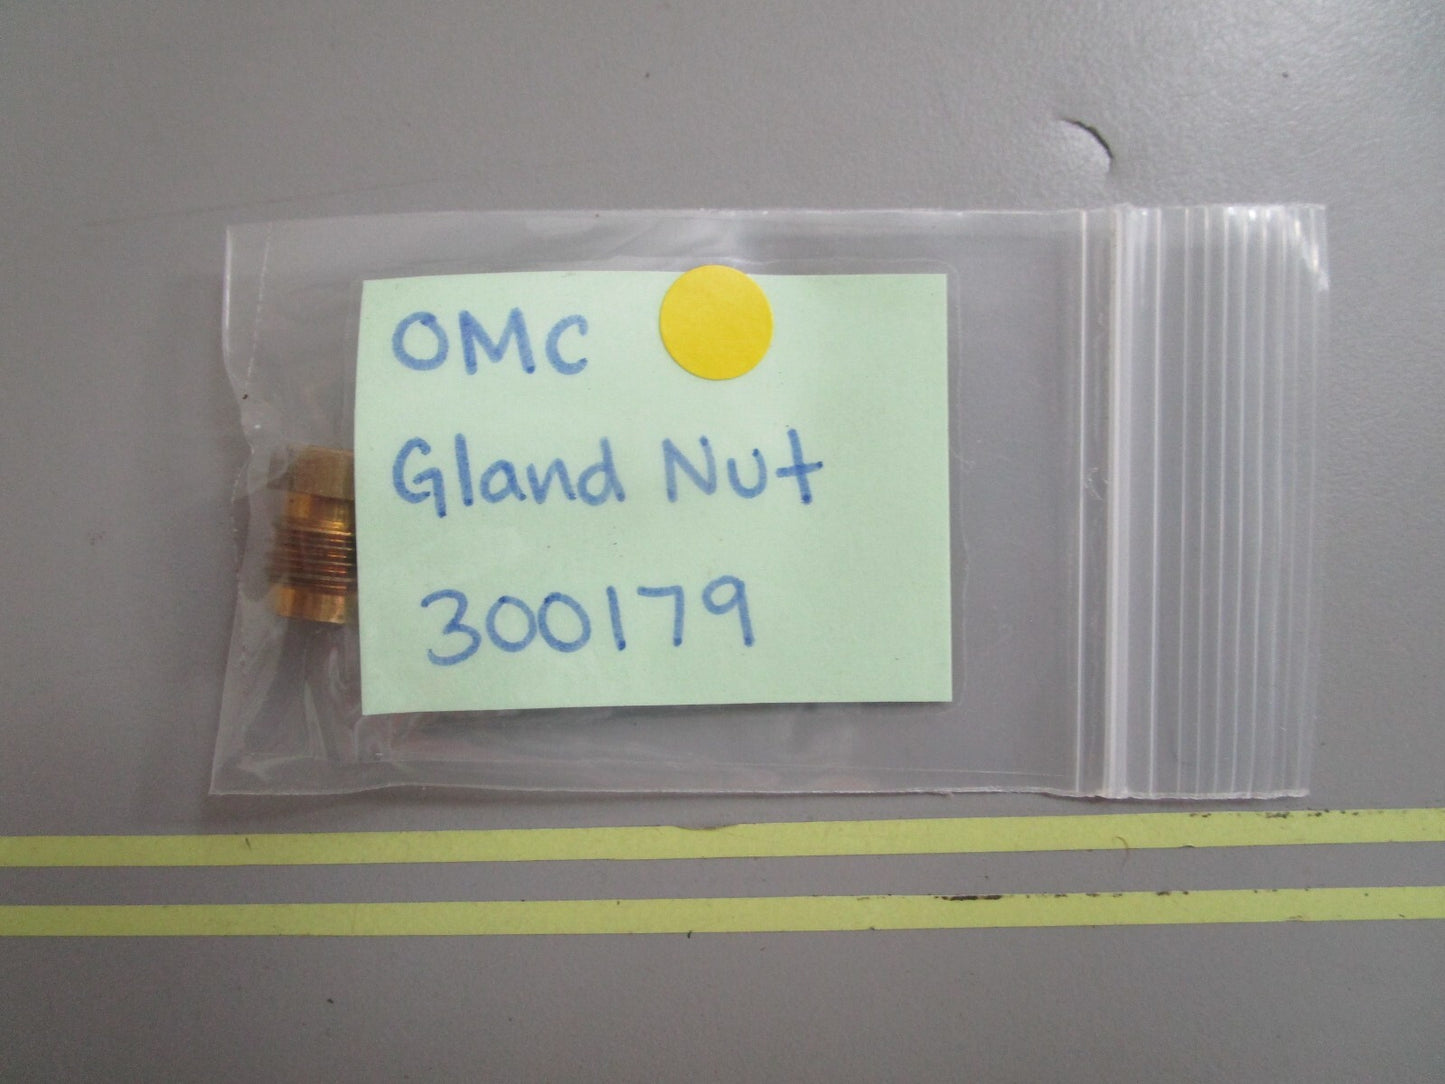 OMC
Gland Nut
300179